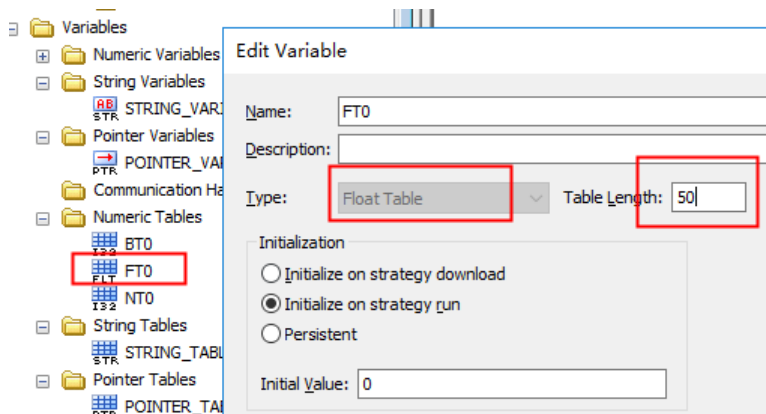 Variables
Numeric Variables
String Variables
STRING_VAR
Pointer Variables
POINTER_VA
Communication Ha
Numeric Tables
BT0
FT0
NT0
String Tables
STRING_TABL
Pointer Tables
POINTER_TA
Edit Variable
Name: FT0
Description:
Type: Float Table Table Length: 50
Initialization
Initialize on strategy download
Initialize on strategy run
Persistent
Initial Value: 0